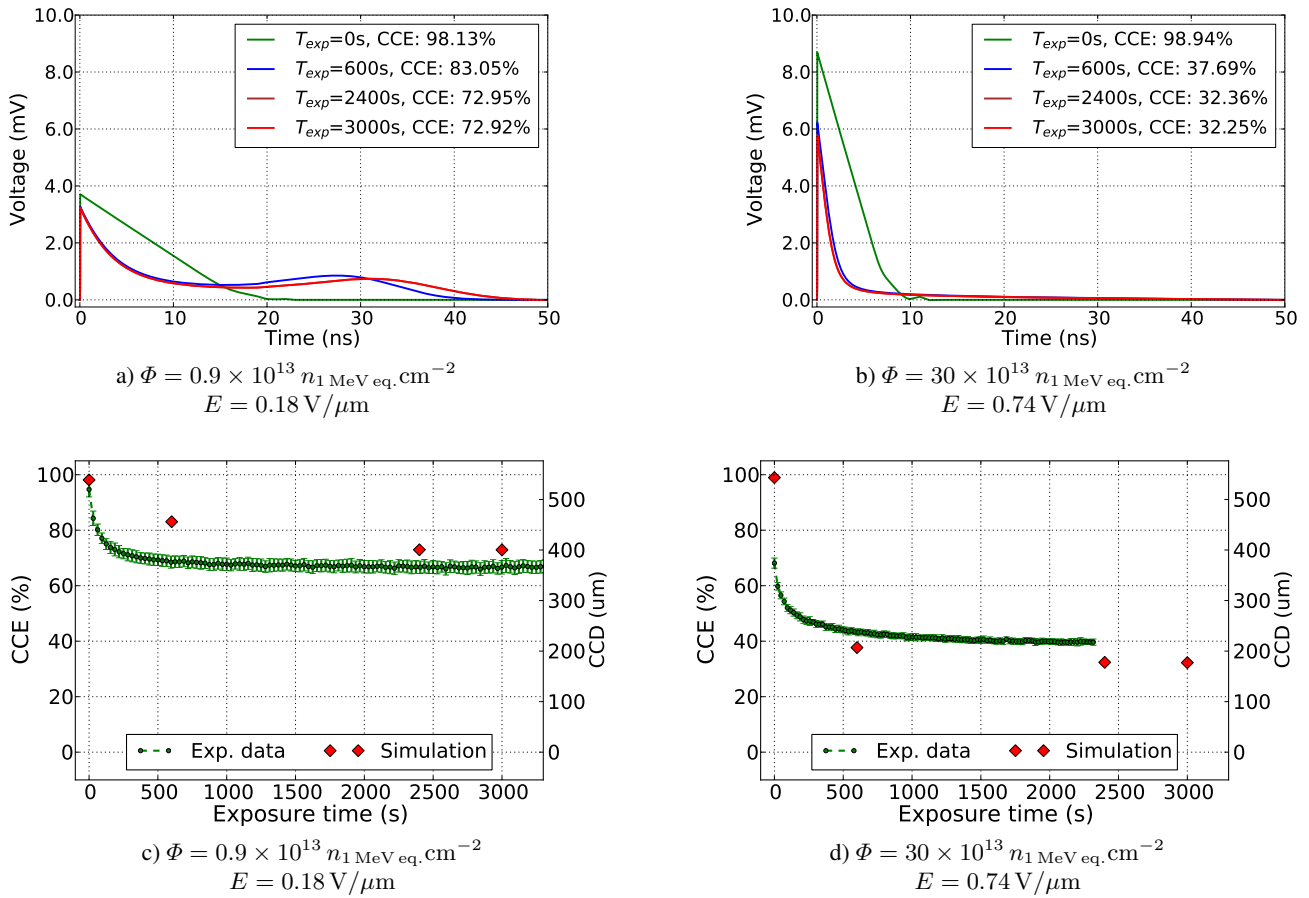 10.0
8.0
6.0
4.0
2.0
0.0
Voltage (mV)
T_exp=0s, CCE: 98.13%
T_exp=600s, CCE: 83.05%
T_exp=2400s, CCE: 72.95%
T_exp=3000s, CCE: 72.92%
0 10 20 30 40 50
Time (ns)
a) Φ = 0.9 × 10^13 n_1 MeV eq. cm^−2
E = 0.18 V/μm
10.0
8.0
6.0
4.0
2.0
0.0
Voltage (mV)
T_exp=0s, CCE: 98.94%
T_exp=600s, CCE: 37.69%
T_exp=2400s, CCE: 32.36%
T_exp=3000s, CCE: 32.25%
0 10 20 30 40 50
Time (ns)
b) Φ = 30 × 10^13 n_1 MeV eq. cm^−2
E = 0.74 V/μm
100
80
60
40
20
0
CCE (%)
500
400
300
200
100
0
CCD (um)
Exp. data Simulation
0 500 1000 1500 2000 2500 3000
Exposure time (s)
c) Φ = 0.9 × 10^13 n_1 MeV eq. cm^−2
E = 0.18 V/μm
100
80
60
40
20
0
CCE (%)
500
400
300
200
100
0
CCD (um)
Exp. data Simulation
0 500 1000 1500 2000 2500 3000
Exposure time (s)
d) Φ = 30 × 10^13 n_1 MeV eq. cm^−2
E = 0.74 V/μm